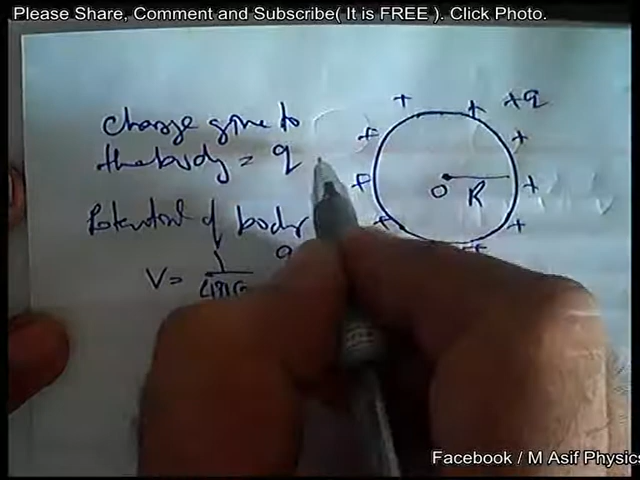 Please Share, Comment and Subscribe( It is FREE ). Click Photo.
Charge give to
the body = q
Potential of body
V = 1
q
4πε
+ + + + + + + + +
+q
O R
Facebook / M Asif Physics